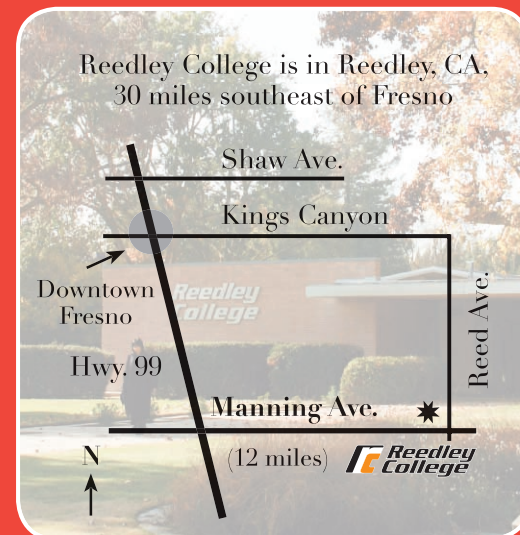 Reedley College is in Reedley, CA,
30 miles southeast of Fresno
Shaw Ave.
Kings Canyon
Downtown
Fresno
Reedley
College
Reed Ave.
Hwy. 99
Manning Ave.
N
(12 miles)
Reedley
College